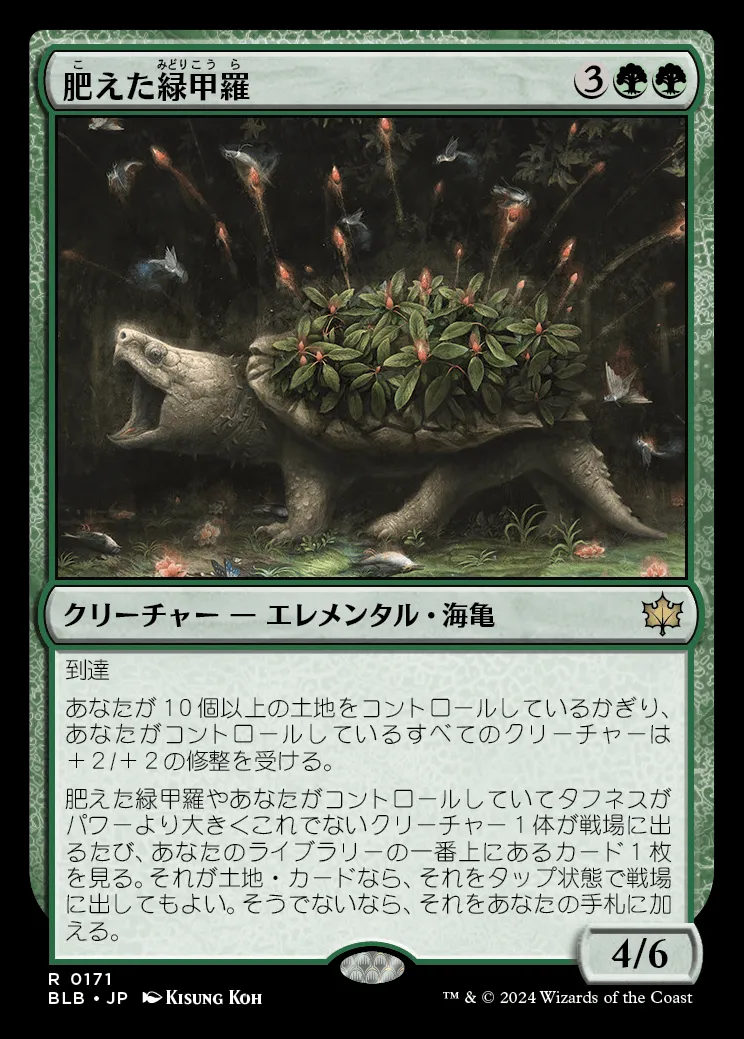 肥えた緑甲羅
3
クリーチャー — エレメンタル・海亀
到達
あなたが10個以上の土地をコントロールしているかぎり、
あなたがコントロールしているすべてのクリーチャーは
+2/+2の修整を受ける。
肥えた緑甲羅やあなたがコントロールしていてタフネスが
パワーより大きくこれでないクリーチャー1体が戦場に出
るたび、あなたのライブラリーの一番上にあるカード1枚
を見る。それが土地・カードなら、それをタップ状態で戦場
に出してもよい。そうでないなら、それをあなたの手札に加
える。
4/6
R 0171
BLB • JP Kisung Koh
™ & © 2024 Wizards of the Coast